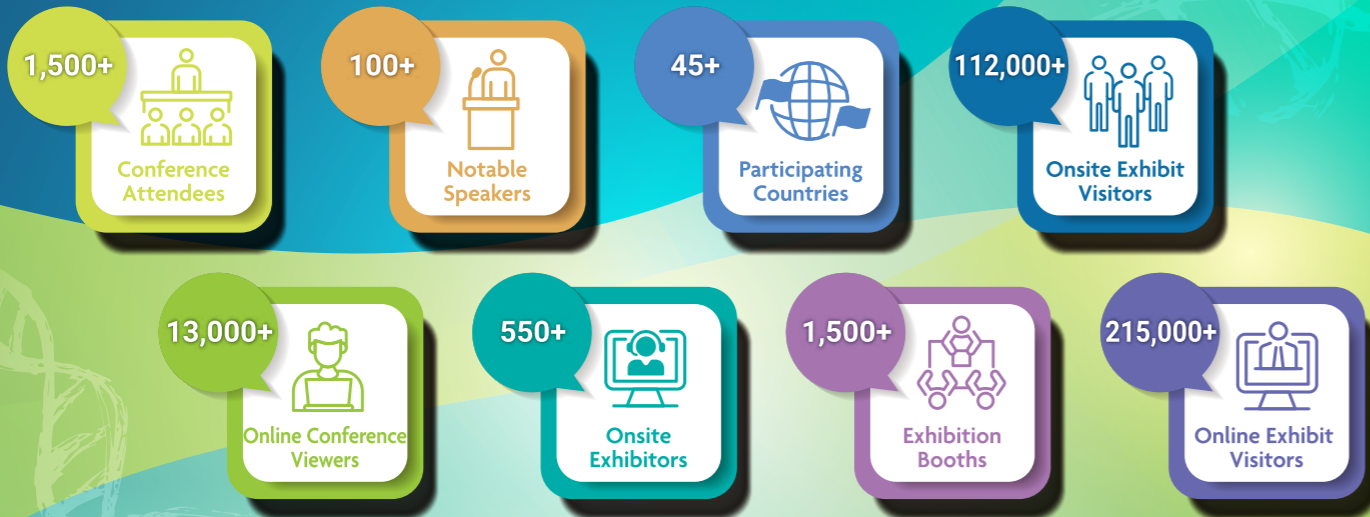 1,500+
Conference
Attendees
100+
Notable
Speakers
45+
Participating
Countries
112,000+
Onsite Exhibit
Visitors
13,000+
Online Conference
Viewers
550+
Onsite
Exhibitors
1,500+
Exhibition
Booths
215,000+
Online Exhibit
Visitors